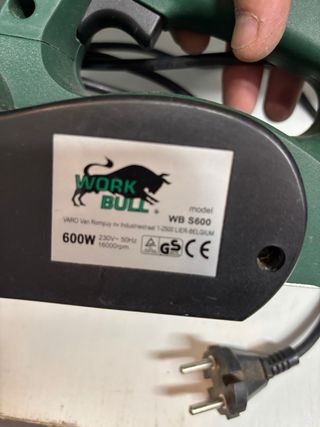 WORK
BULL
model
WB S600
VARO Van Rompuy nv Industriestraat 1-2500 LIER-BELGIUM
600W 230V~ 50Hz
16000rpm
GS CE